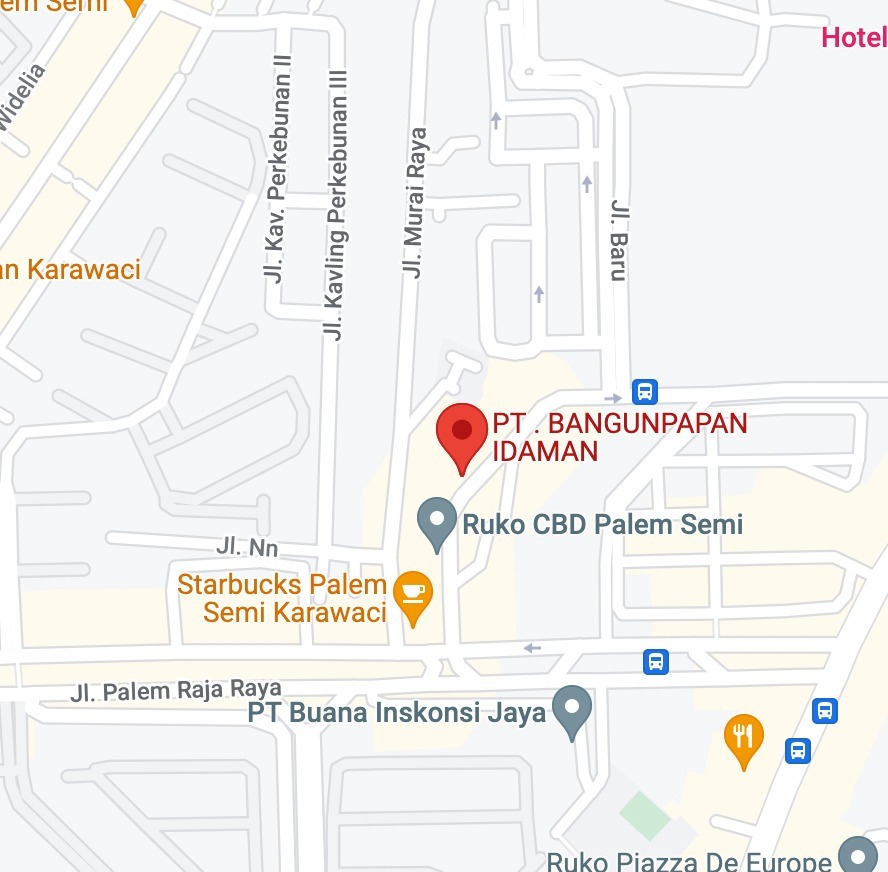 em Semi
Hotel
Widelia
Jl. Kav. Perkebunan II
Jl. Kavling Perkebunan III
Jl. Murai Raya
Jl. Baru
an Karawaci
PT . BANGUNPAPAN
IDAMAN
Ruko CBD Palem Semi
Jl. Nn
Starbucks Palem
Semi Karawaci
Jl. Palem Raja Raya
PT Buana Inskonsi Jaya
Ruko Piazza De Europe